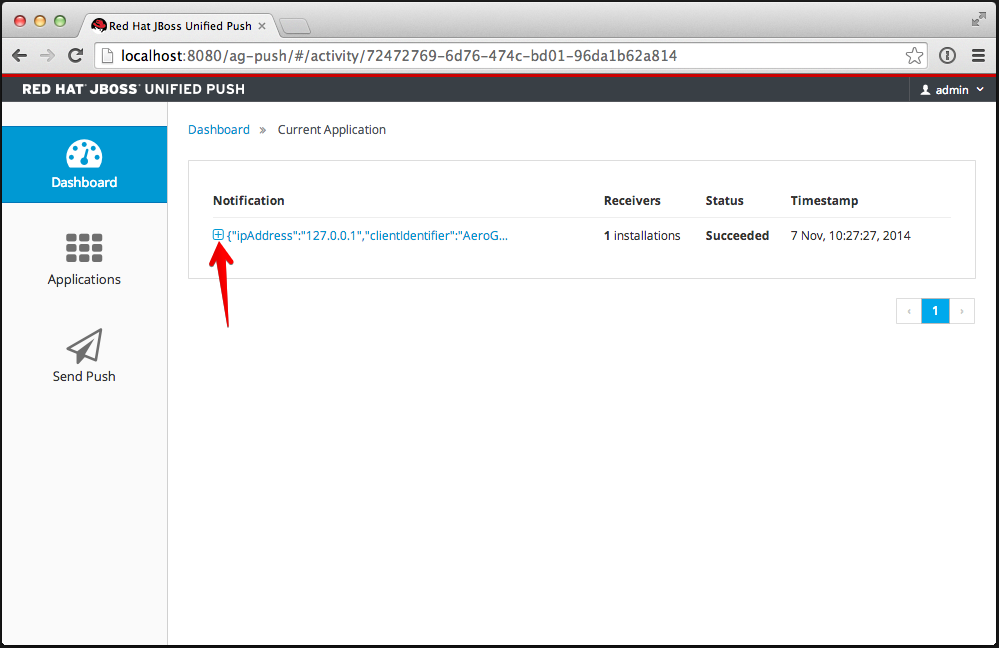 Red Hat JBoss Unified Push
localhost:8080/ag-push/#/activity/72472769-6d76-474c-bd01-96da1b62a814
RED HAT JBOSS UNIFIED PUSH
admin
Dashboard » Current Application
Dashboard
Applications
Send Push
Notification Receivers Status Timestamp
{"ipAddress":"127.0.0.1","clientIdentifier":"AeroG... 1 installations Succeeded 7 Nov, 10:27:27, 2014
‹ 1 ›